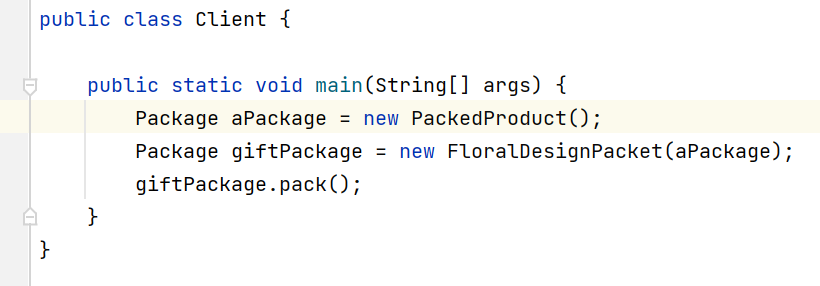 public class Client {
public static void main(String[] args) {
Package aPackage = new PackedProduct();
Package giftPackage = new FloralDesignPacket(aPackage);
giftPackage.pack();
}
}